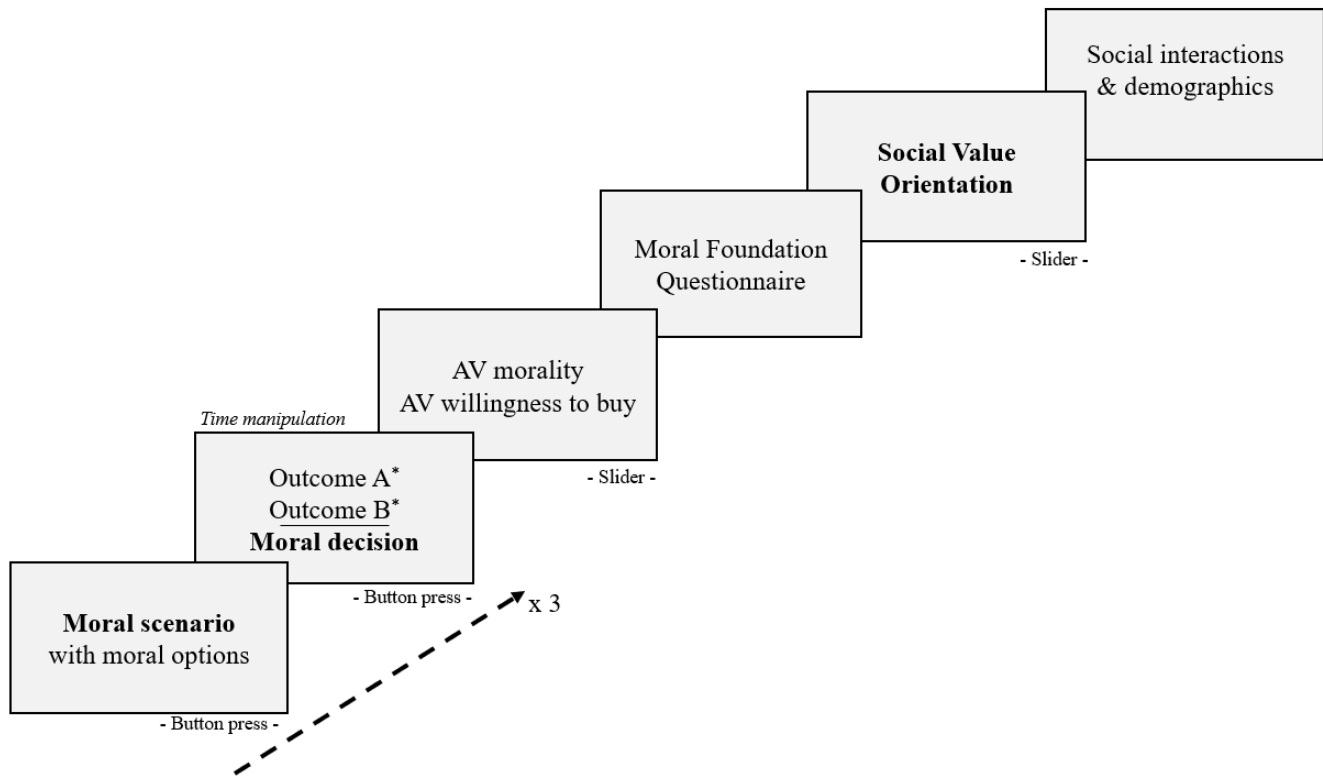 Social interactions
& demographics
Social Value
Orientation
- Slider -
Moral Foundation
Questionnaire
AV morality
AV willingness to buy
- Slider -
Time manipulation
Outcome A*
Outcome B*
Moral decision
- Button press -
x 3
Moral scenario
with moral options
- Button press -